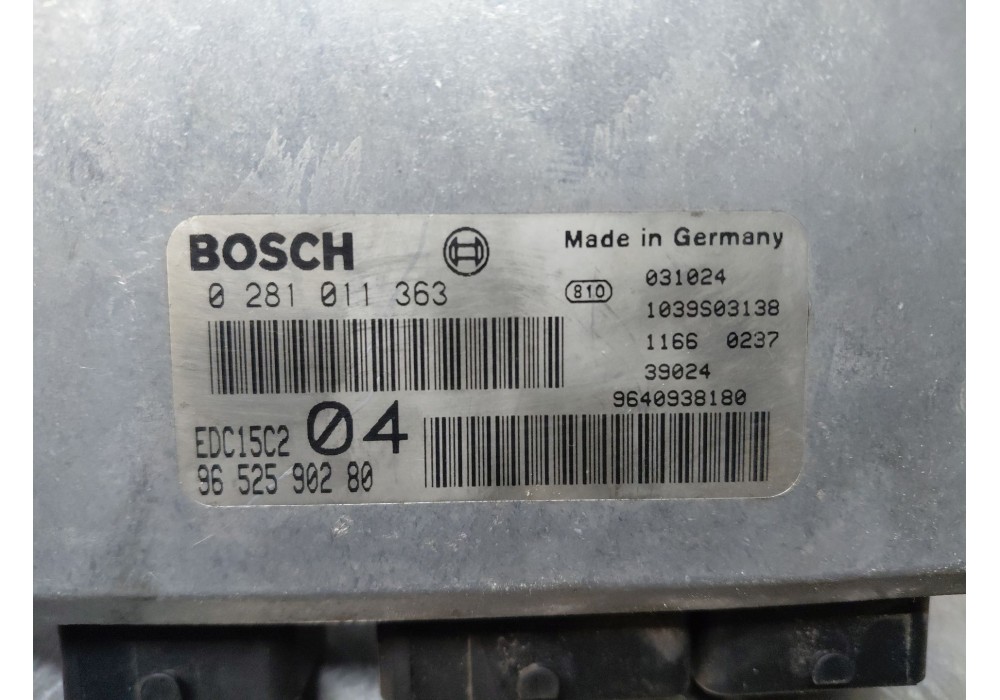 BOSCH
Made in Germany
0 281 011 363
810
031024
1039S03138
1166 0237
39024
9640938180
EDC15C2 04
96 525 902 80